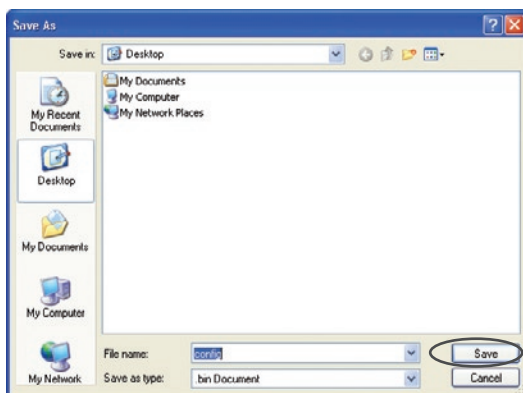 Save As
Save in:
Desktop
My Recent
Documents
Desktop
My Documents
My Computer
My Network
My Documents
My Computer
My Network Places
File name:
config
Save
Save as type:
.bin Document
Cancel